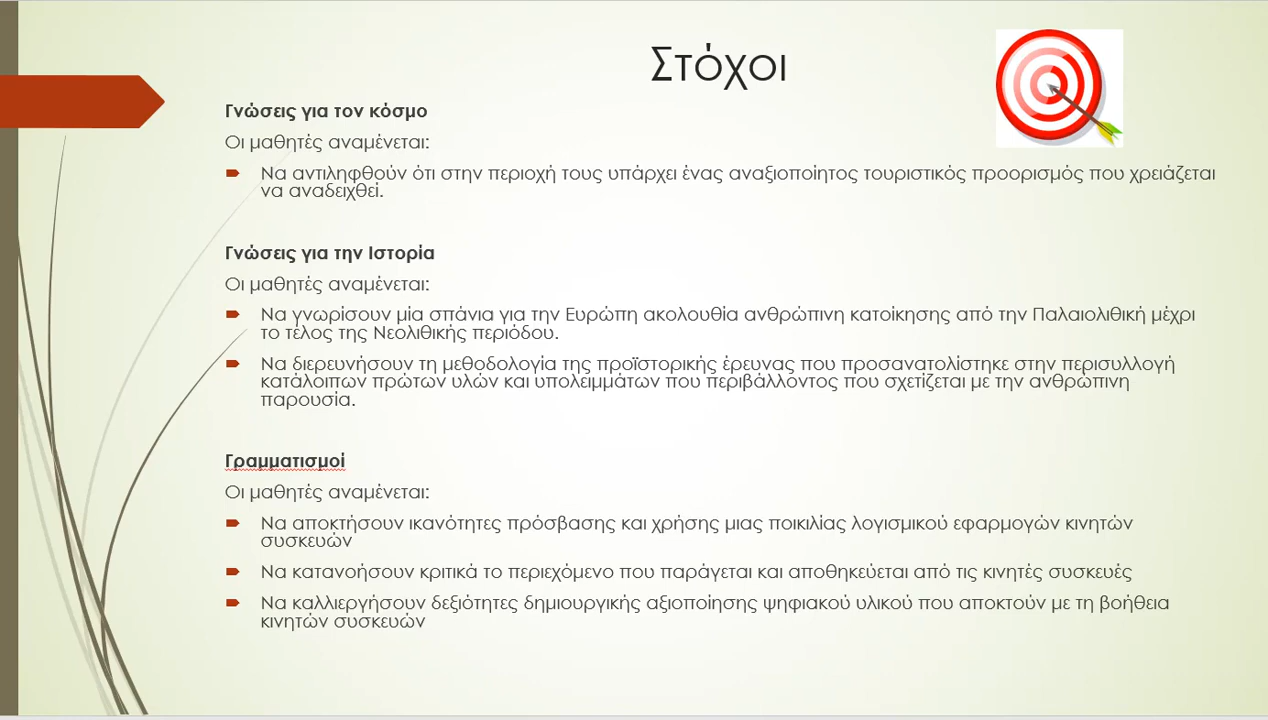 Στόχοι
Γνώσεις για τον κόσμο
Οι μαθητές αναμένεται:
Να αντιληφθούν ότι στην περιοχή τους υπάρχει ένας αναξιοποίητος τουριστικός προορισμός που χρειάζεται
να αναδειχθεί.
Γνώσεις για την Ιστορία
Οι μαθητές αναμένεται:
Να γνωρίσουν μία σπάνια για την Ευρώπη ακολουθία ανθρώπινη κατοίκησης από την Παλαιολιθική μέχρι
το τέλος της Νεολιθικής περιόδου.
Να διερευνήσουν τη μεθοδολογία της προϊστορικής έρευνας που προσανατολίστηκε στην περισυλλογή
κατάλοιπων πρώτων υλών και υπολειμμάτων που περιβάλλοντος που σχετίζεται με την ανθρώπινη
παρουσία.
Γραμματισμοί
Οι μαθητές αναμένεται:
Να αποκτήσουν ικανότητες πρόσβασης και χρήσης μιας ποικιλίας λογισμικού εφαρμογών κινητών
συσκευών
Να κατανοήσουν κριτικά το περιεχόμενο που παράγεται και αποθηκεύεται από τις κινητές συσκευές
Να καλλιεργήσουν δεξιότητες δημιουργικής αξιοποίησης ψηφιακού υλικού που αποκτούν με τη βοήθεια
κινητών συσκευών